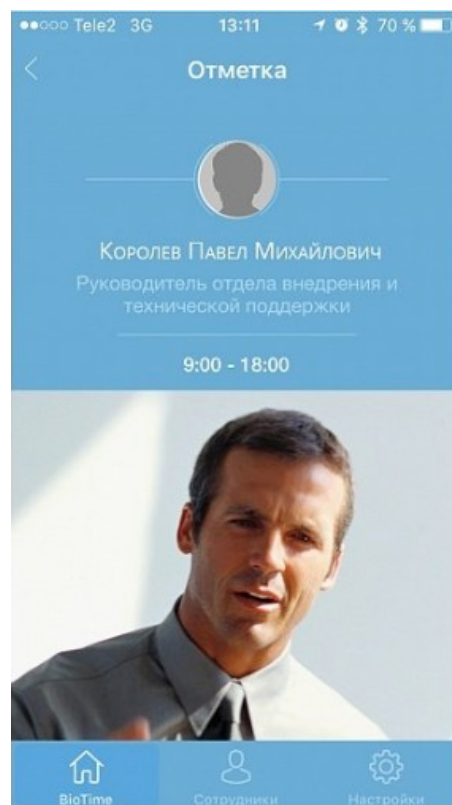 Tele2 3G 13:11 70 %
Отметка
Королев Павел Михайлович
Руководитель отдела внедрения и
технической поддержки
9:00 - 18:00
BioTime Сотрудники Настройки